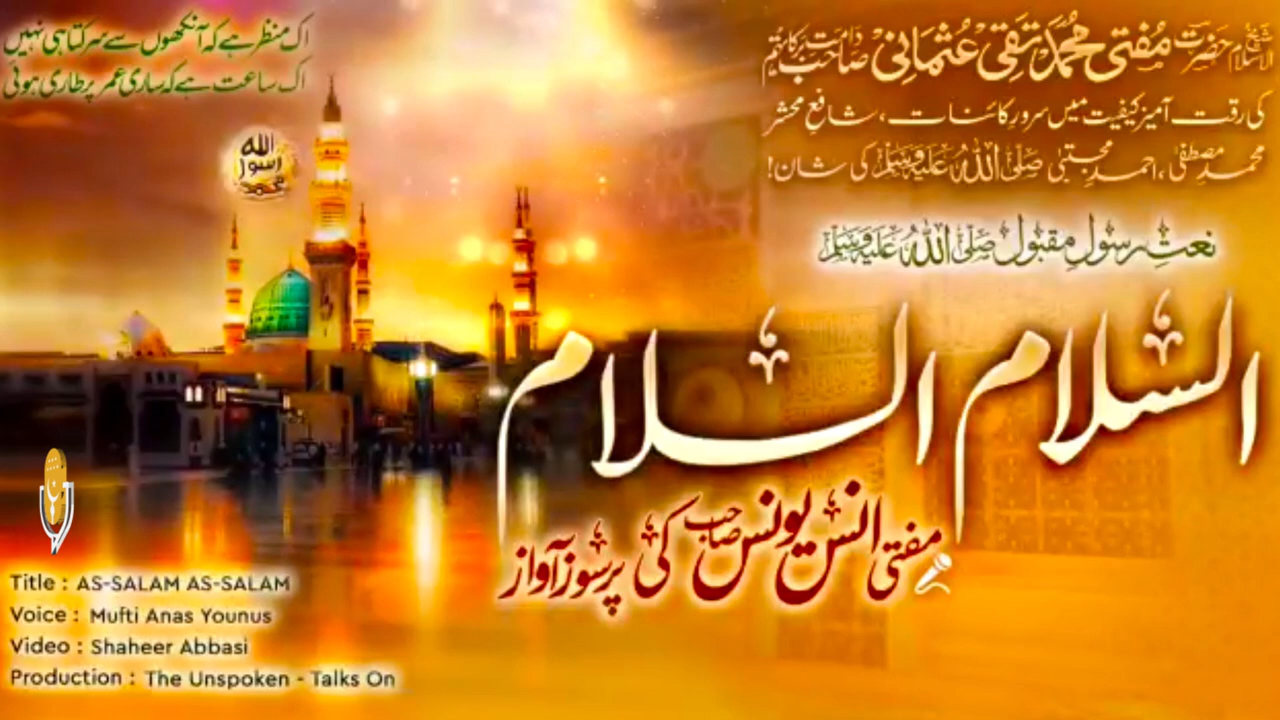 اک منظر ہے کہ آنکھوں سے سرکتا ہی نہیں
اک ساعت ہے کہ ساری عمر پر طاری ہوئی
الله
رسول
محمد
شیخ الاسلام حضرت مفتی محمد تقی عثمانی صاحب دامت برکاتہم
کی رقت آمیز کیفیت میں سرورِ کائنات، شافعِ محشر
محمدِ مصطفیٰ، احمدِ مجتبیٰ صلی اللہ علیہ وسلم کی شان!
نعتِ رسولِ مقبول صلی اللہ علیہ وسلم
السلام السلام
مفتی انس یونس صاحب کی پرسوز آواز
Title : AS-SALAM AS-SALAM
Voice : Mufti Anas Younus
Video : Shaheer Abbasi
Production : The Unspoken - Talks On